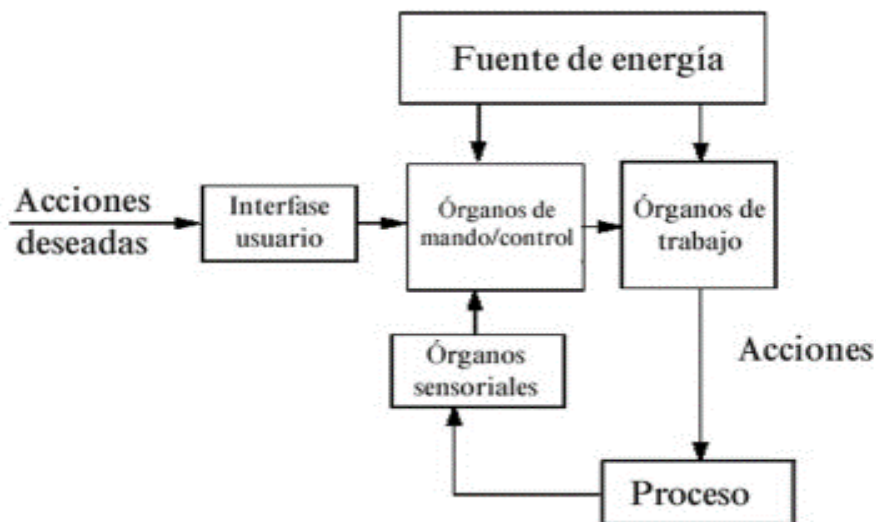 Fuente de energía
Acciones
deseadas
Interfase
usuario
Órganos de
mando/control
Órganos de
trabajo
Órganos
sensoriales
Acciones
Proceso